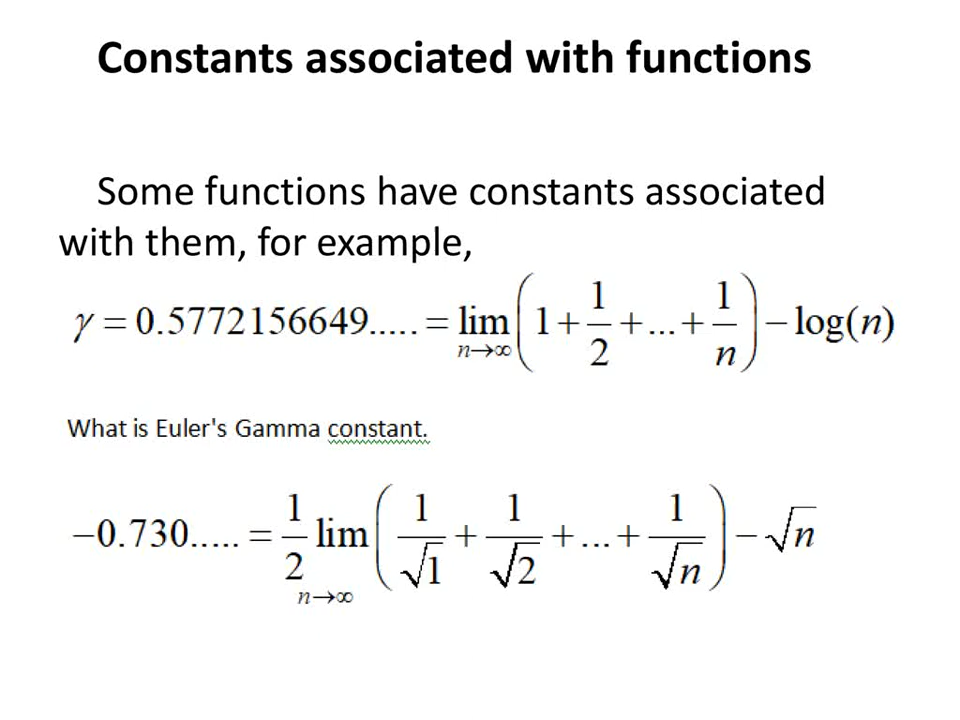 Constants associated with functions
Some functions have constants associated
with them, for example,
γ = 0.5772156649..... = lim n→∞ (1 + 1/2 + ... + 1/n) − log(n)
What is Euler's Gamma constant.
−0.730..... = 1/2 lim n→∞ (1/√1 + 1/√2 + ... + 1/√n) − √n